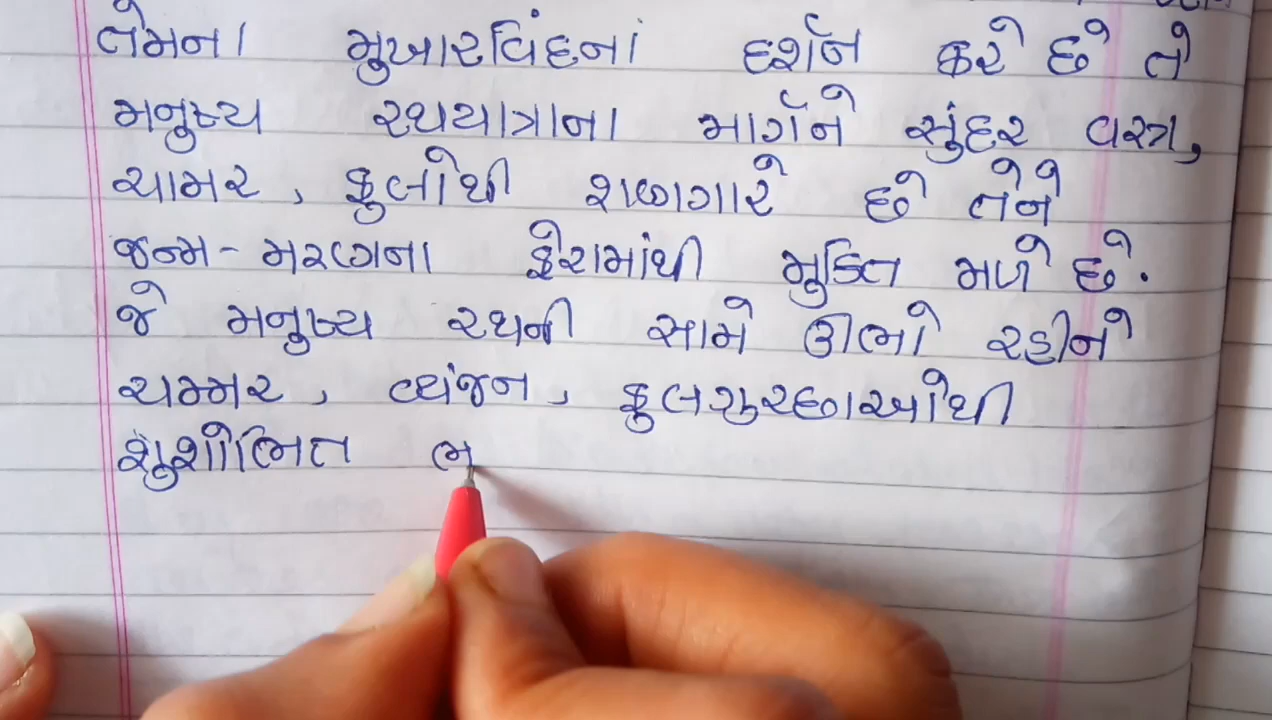 તેમના મુખારવિંદનાં દર્શન કરે છે તે
મનુષ્ય રથયાત્રાના માર્ગને સુંદર વસ્ત્ર,
ચામર, ફુલોથી શણગારે છે તેને
જન્મ-મરણના ફેરામાંથી મુક્તિ મળે છે.
જે મનુષ્ય રથની સામે ઊભો રહીને
ચમ્મર, વ્યંજન, ફુલગુચ્છાઓથી
શુશોભિત ભ